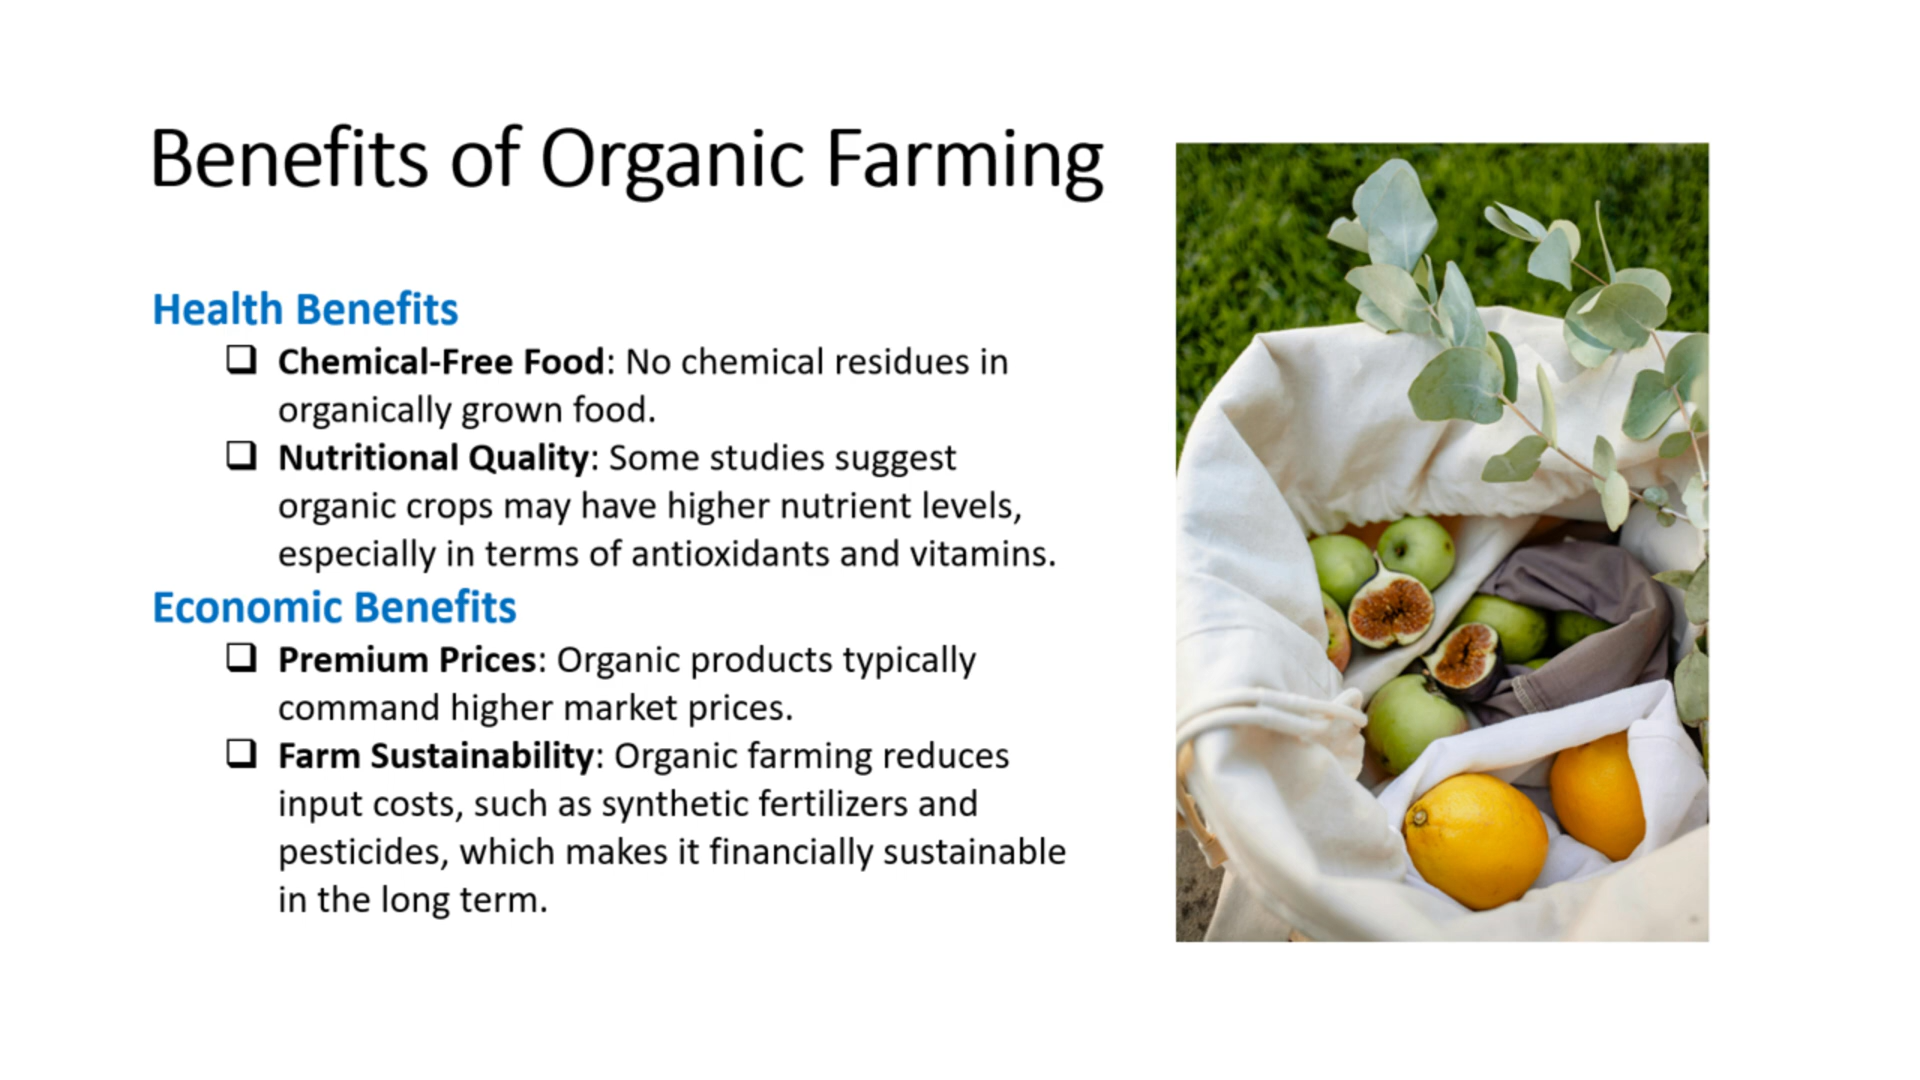 Benefits of Organic Farming
Health Benefits
❑ Chemical-Free Food: No chemical residues in
organically grown food.
❑ Nutritional Quality: Some studies suggest
organic crops may have higher nutrient levels,
especially in terms of antioxidants and vitamins.
Economic Benefits
❑ Premium Prices: Organic products typically
command higher market prices.
❑ Farm Sustainability: Organic farming reduces
input costs, such as synthetic fertilizers and
pesticides, which makes it financially sustainable
in the long term.